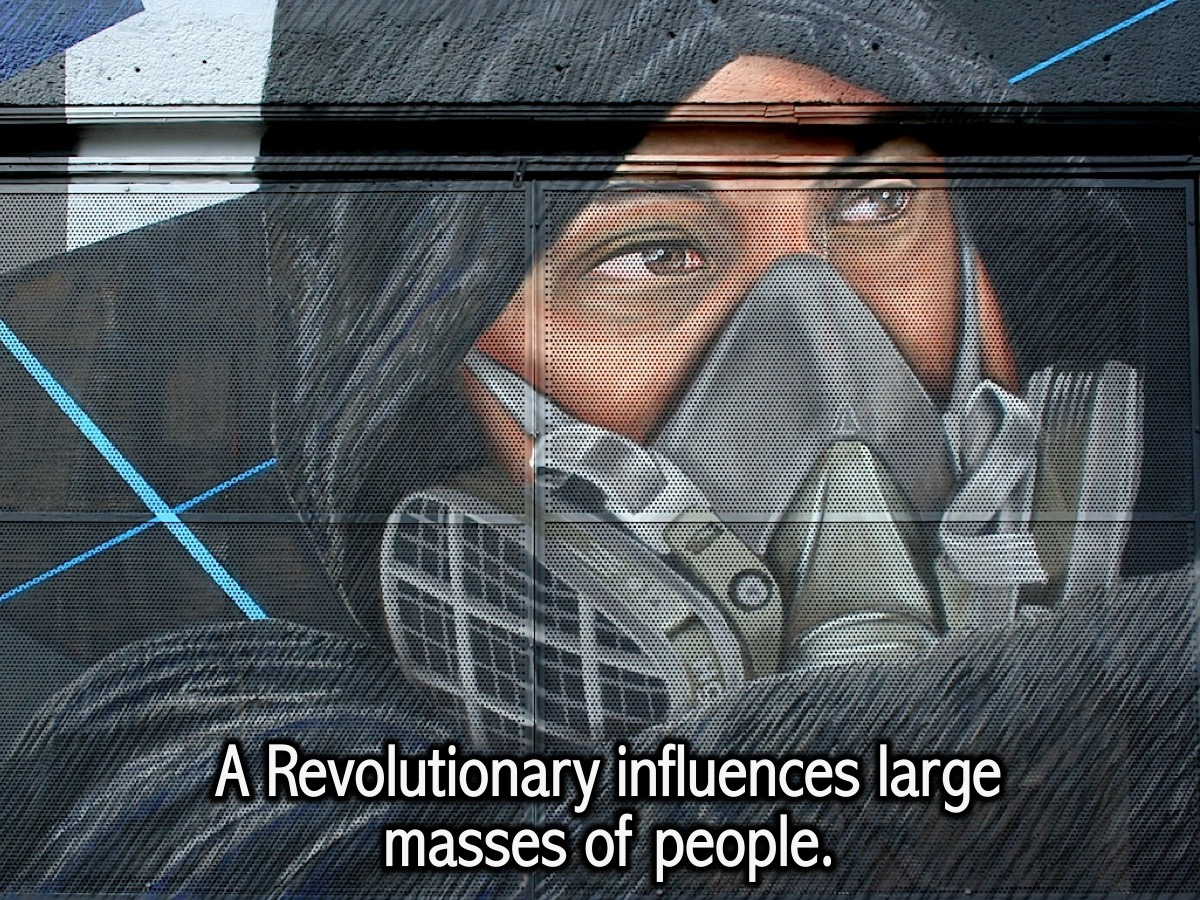 A Revolutionary influences large
masses of people.